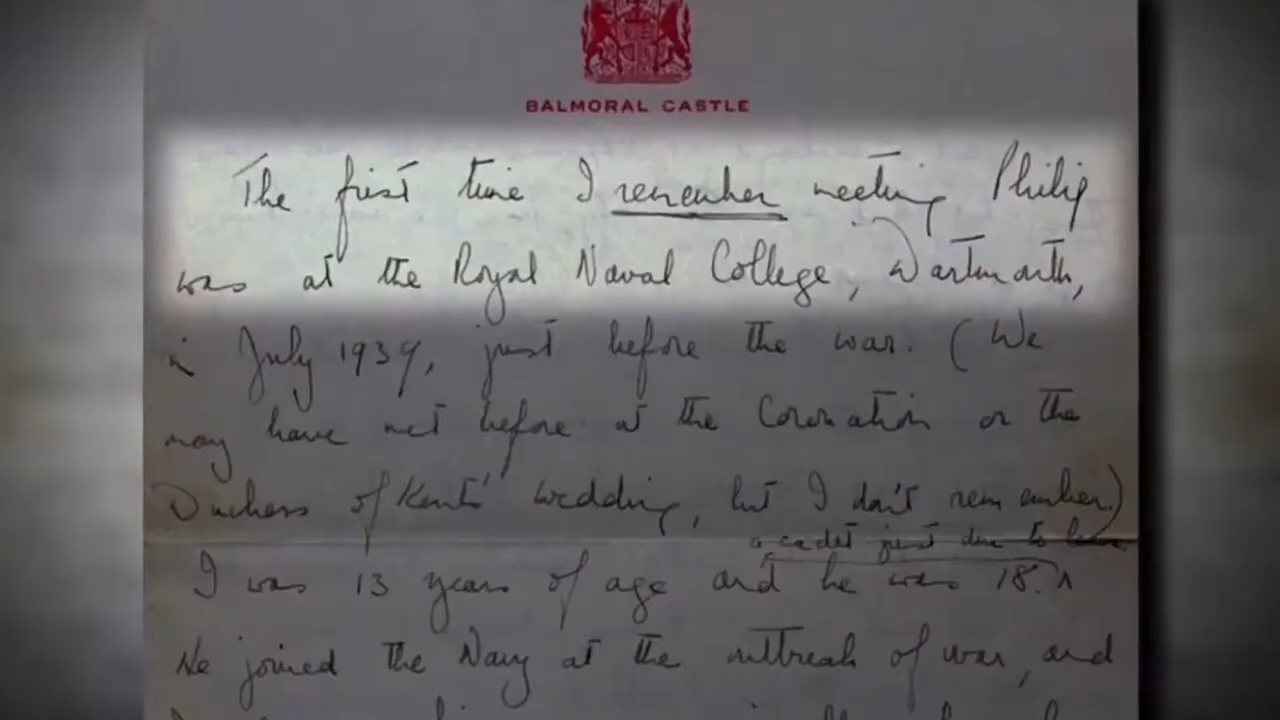 BALMORAL CASTLE
The first time I remember meeting Philip
was at the Royal Naval College, Dartmouth,
in July 1939, just before the war. (We
may have met before at the Coronation or the
Duchess of Kent's wedding, but I don't remember.)
a cadet just due to leave.
I was 13 years of age and he was 18.
He joined the Navy at the outbreak of war, and